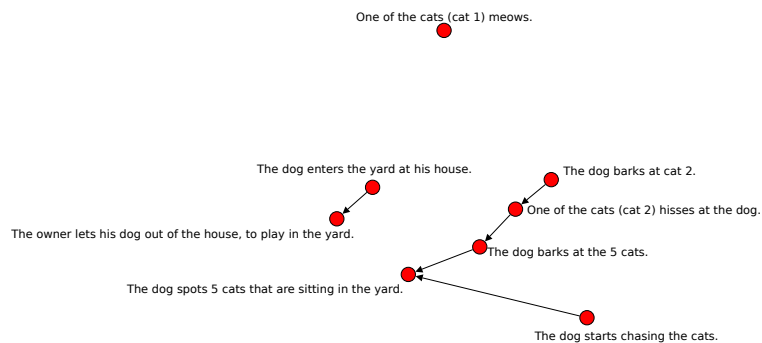 One of the cats (cat 1) meows.
The dog enters the yard at his house.
The dog barks at cat 2.
One of the cats (cat 2) hisses at the dog.
The owner lets his dog out of the house, to play in the yard.
The dog barks at the 5 cats.
The dog spots 5 cats that are sitting in the yard.
The dog starts chasing the cats.